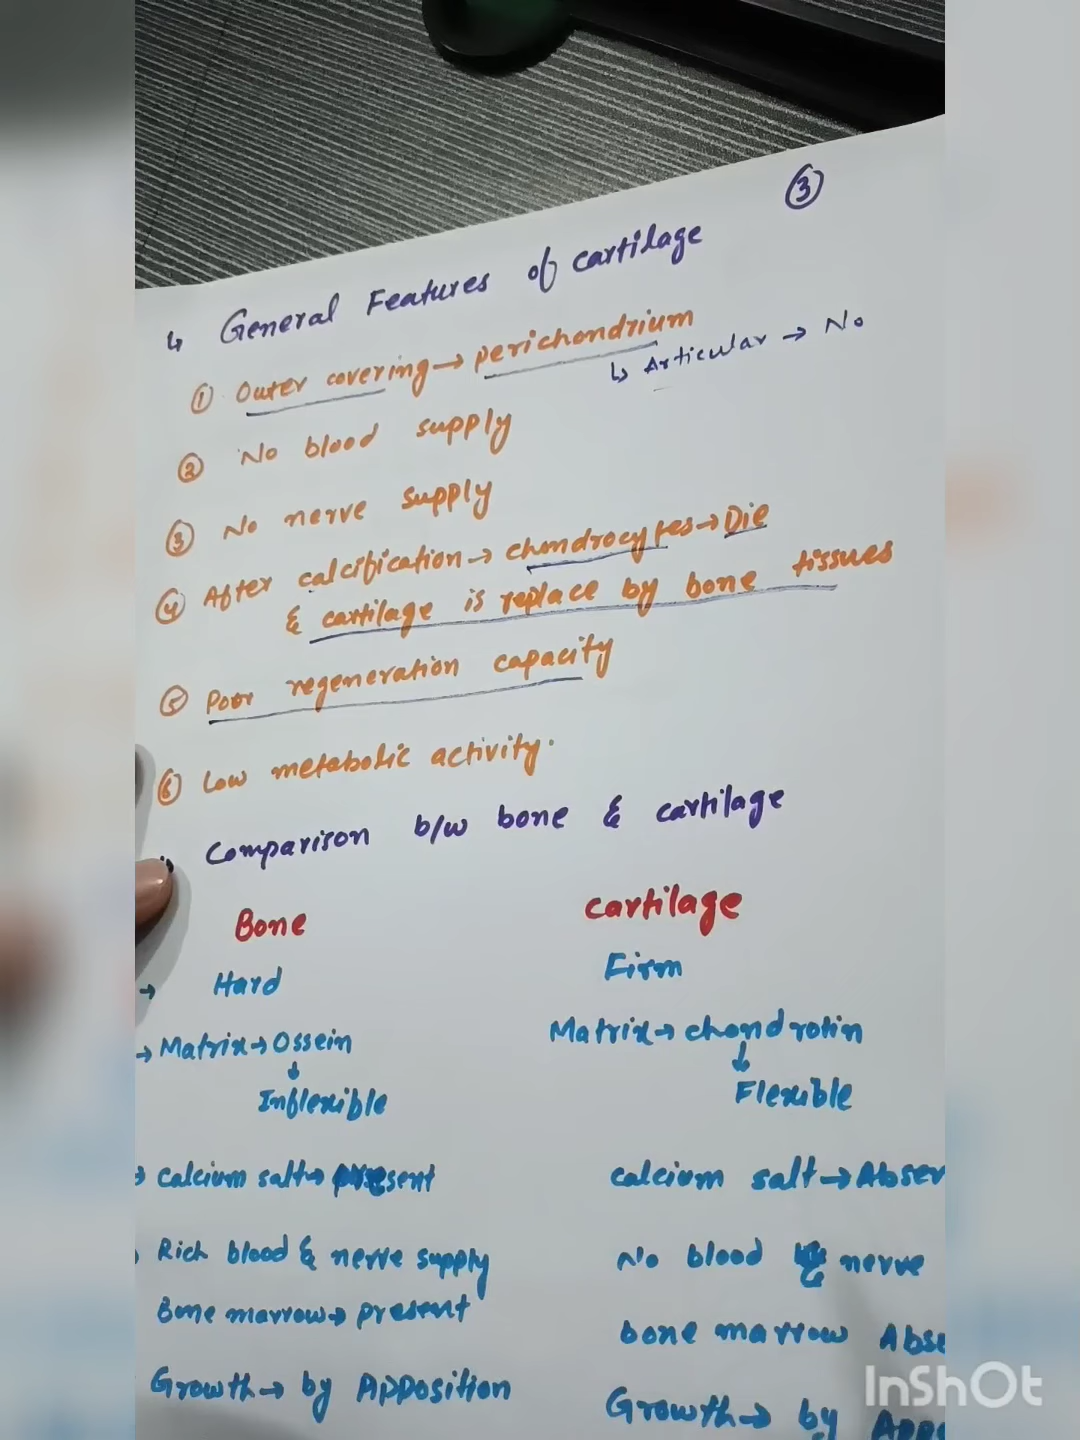 ③
↳ General Features of cartilage
① Outer covering → perichondrium
↳ Articular → No
② No blood supply
③ No nerve supply
④ After calcification → chondrocytes → Die
& cartilage is replace by bone tissues
⑤ Poor regeneration capacity
⑥ Low metabolic activity.
Comparison b/w bone & cartilage
Bone
Cartilage
→ Hard
Firm
→ Matrix → Ossein
Matrix → chondrotin
↓
↓
Inflexible
Flexible
→ calcium salt → present
calcium salt → Absen
Rich blood & nerve supply
No blood & nerve
Bone marrow → present
bone marrow Abse
Growth → by Apposition
Growth → by Appo
InShOt